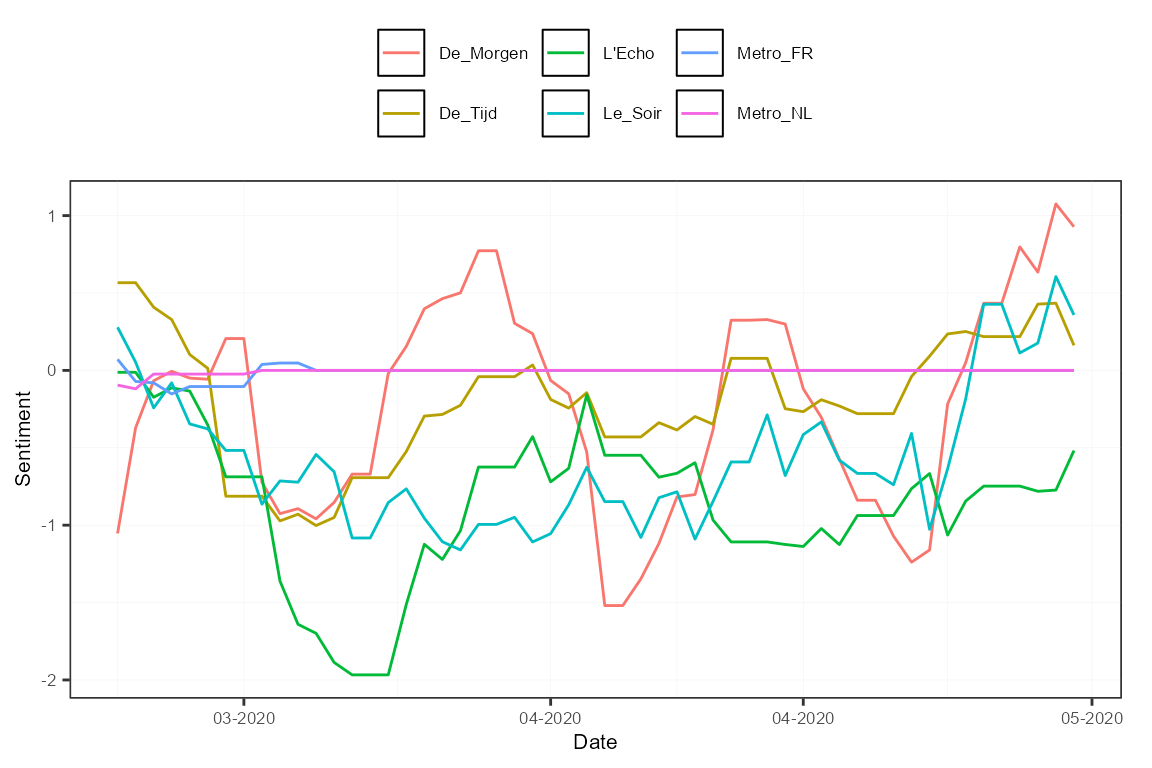 De_Morgen L'Echo Metro_FR
De_Tijd Le_Soir Metro_NL
1
0
-1
-2
Sentiment
03-2020 04-2020 04-2020 05-2020
Date